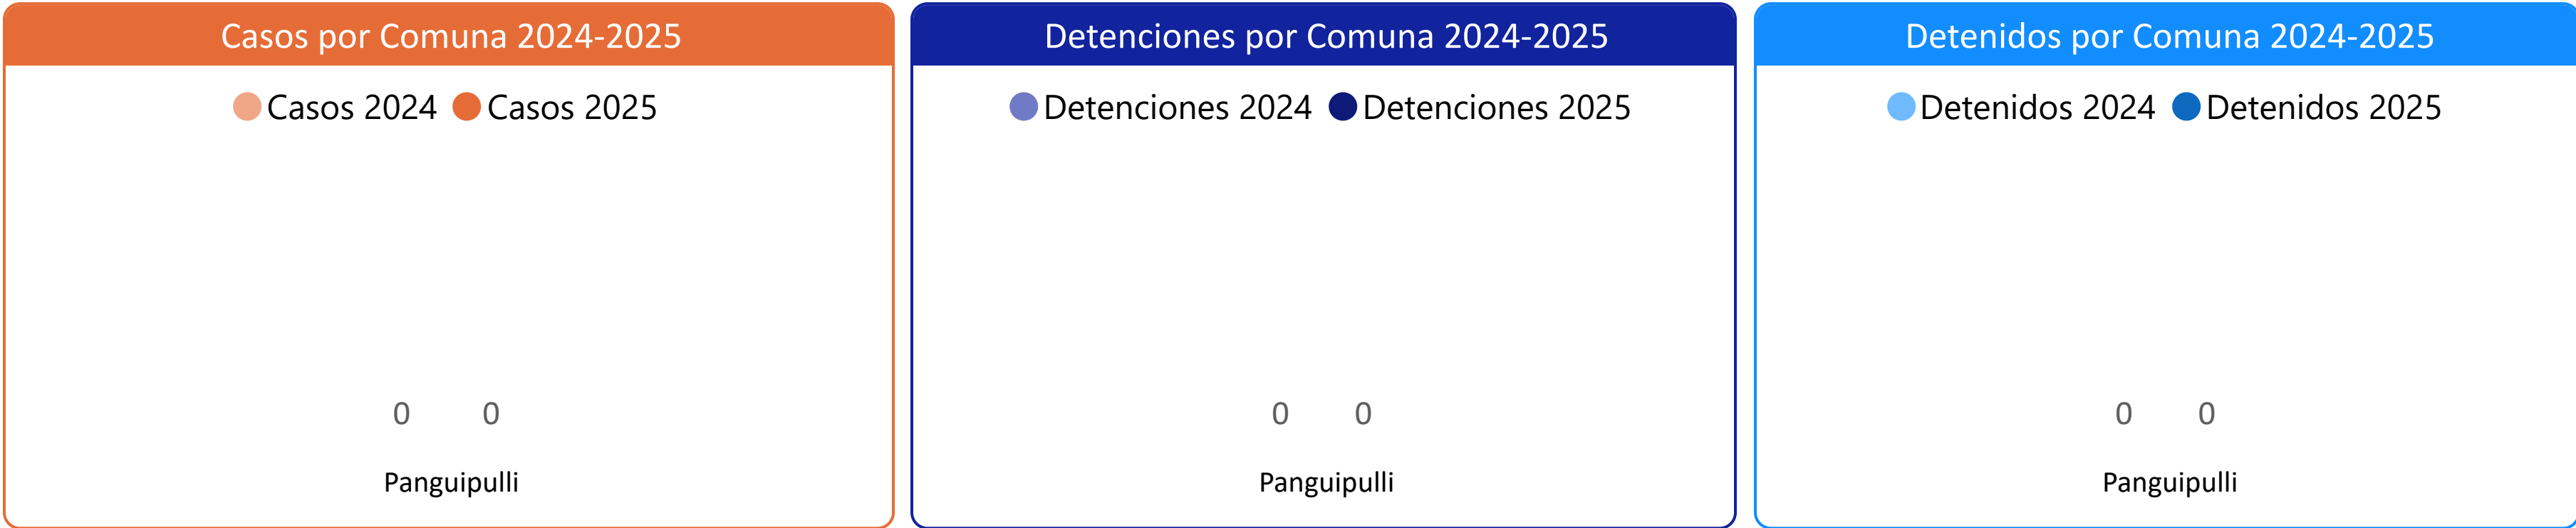 Casos por Comuna 2024-2025
Casos 2024 Casos 2025
0 0
Panguipulli
Detenciones por Comuna 2024-2025
Detenciones 2024 Detenciones 2025
0 0
Panguipulli
Detenidos por Comuna 2024-2025
Detenidos 2024 Detenidos 2025
0 0
Panguipulli